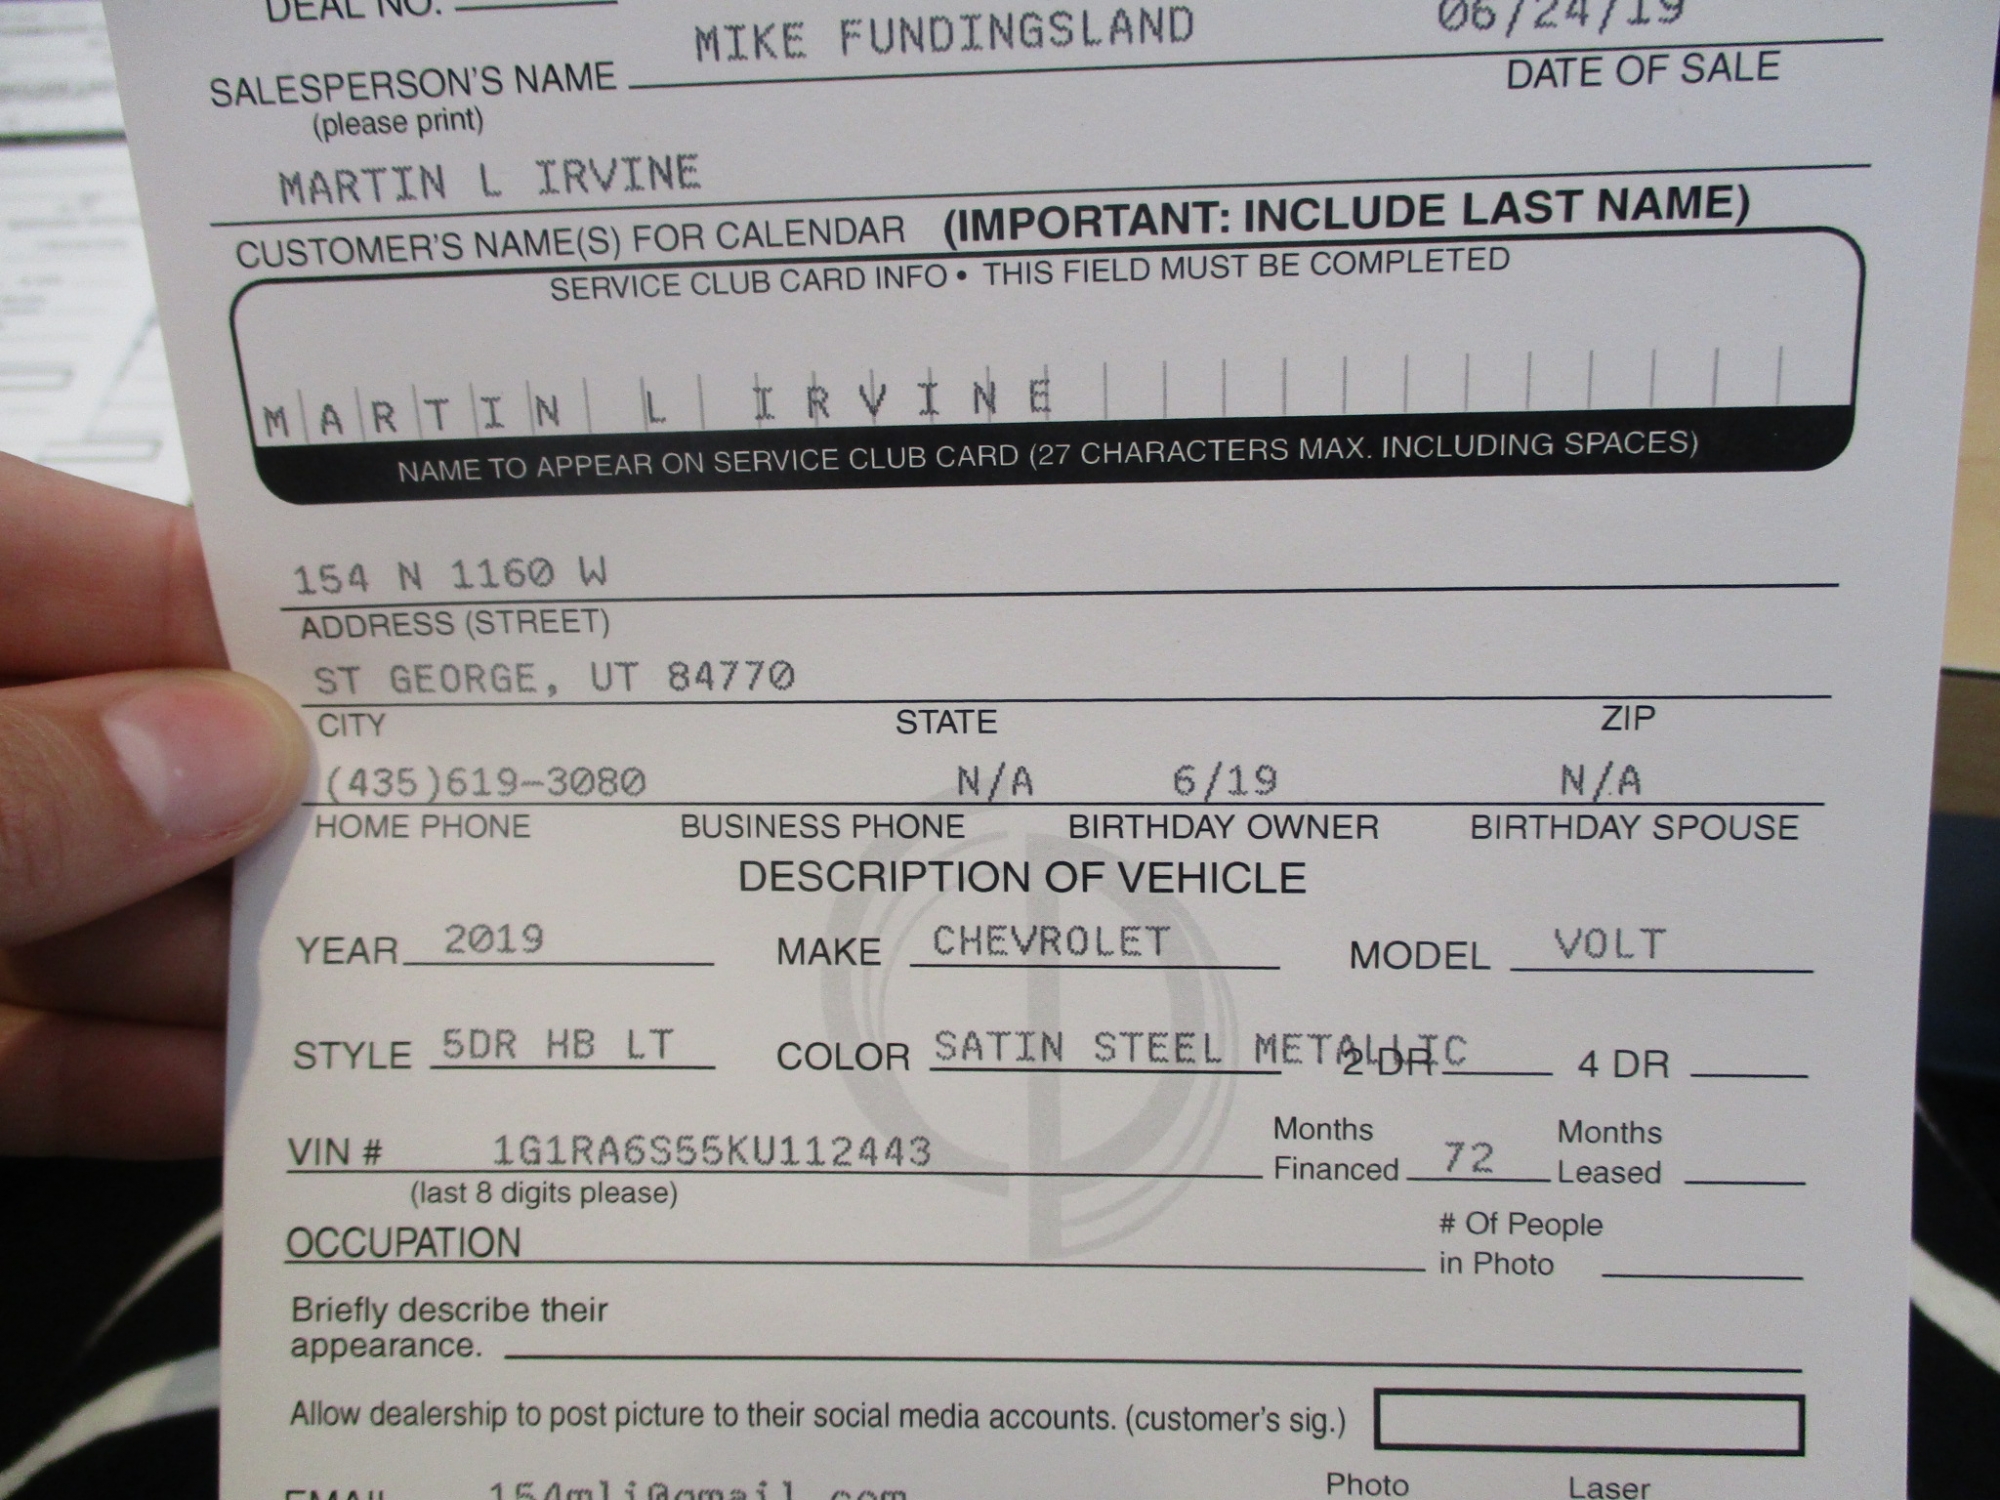 DEAL NO.
MIKE FUNDINGSLAND 06/24/19
SALESPERSON'S NAME DATE OF SALE
(please print)
MARTIN L IRVINE
CUSTOMER'S NAME(S) FOR CALENDAR (IMPORTANT: INCLUDE LAST NAME)
SERVICE CLUB CARD INFO • THIS FIELD MUST BE COMPLETED
MARTIN L IRVINE
NAME TO APPEAR ON SERVICE CLUB CARD (27 CHARACTERS MAX. INCLUDING SPACES)
154 N 1160 W
ADDRESS (STREET)
ST GEORGE, UT 84770
CITY STATE ZIP
(435)619-3080 N/A 6/19 N/A
HOME PHONE BUSINESS PHONE BIRTHDAY OWNER BIRTHDAY SPOUSE
DESCRIPTION OF VEHICLE
YEAR 2019 MAKE CHEVROLET MODEL VOLT
STYLE 5DR HB LT COLOR SATIN STEEL METALLIC 2 DR 4 DR
VIN # 1G1RA6S55KU112443 Months Financed 72 Months Leased
(last 8 digits please)
OCCUPATION # Of People in Photo
Briefly describe their
appearance.
Allow dealership to post picture to their social media accounts. (customer's sig.)
EMAIL 154mli@gmail.com Photo Laser